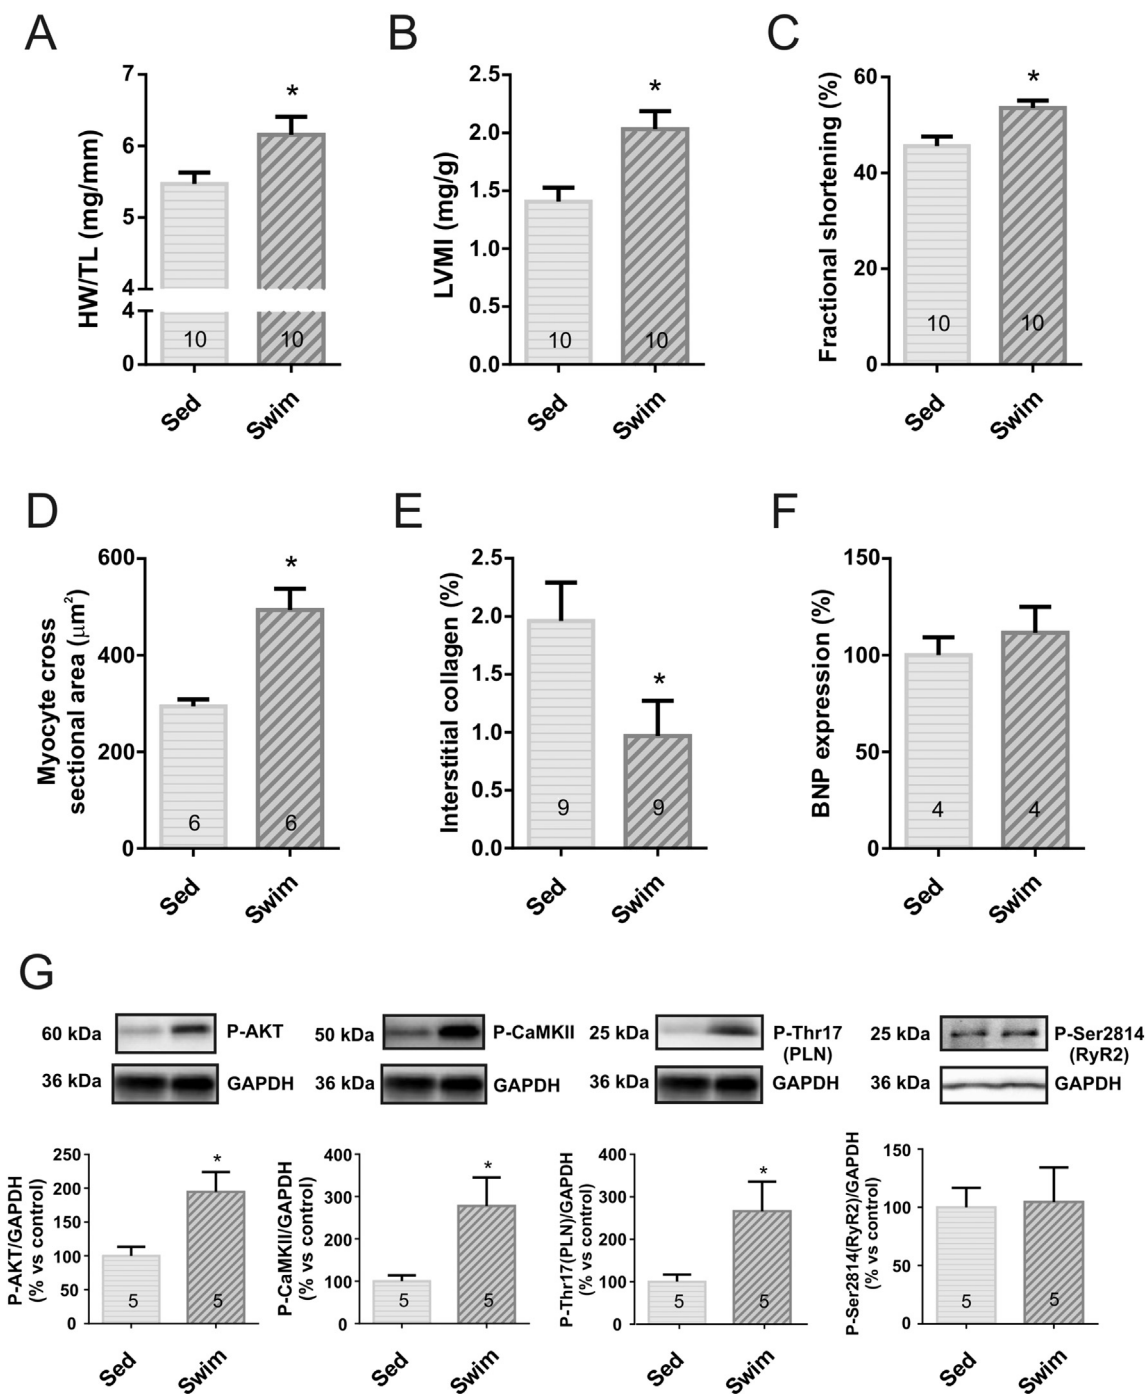 A
HW/TL (mg/mm)
7
6
5
4
4
0
10
10
Sed
Swim
B
LVMI (mg/g)
2.5
2.0
1.5
1.0
0.5
0.0
10
10
Sed
Swim
C
Fractional shortening (%)
60
40
20
0
10
10
Sed
Swim
*
*
*
D
Myocyte cross
sectional area (μm²)
600
400
200
0
*
6
6
Sed
Swim
E
Interstitial collagen (%)
2.5
2.0
1.5
1.0
0.5
0.0
*
9
9
Sed
Swim
F
BNP expression (%)
150
100
50
0
4
4
Sed
Swim
G
60 kDa
P-AKT
36 kDa
GAPDH
50 kDa
P-CaMKII
36 kDa
GAPDH
25 kDa
P-Thr17
(PLN)
36 kDa
GAPDH
25 kDa
P-Ser2814
(RyR2)
36 kDa
GAPDH
P-AKT/GAPDH
(% vs control)
250
200
150
100
50
0
*
5
5
Sed
Swim
P-CaMKII/GAPDH
(% vs control)
400
300
200
100
0
*
5
5
Sed
Swim
P-Thr17(PLN)/GAPDH
(% vs control)
400
300
200
100
0
*
5
5
Sed
Swim
P-Ser2814(RyR2)/GAPDH
(% vs control)
150
100
50
0
5
5
Sed
Swim